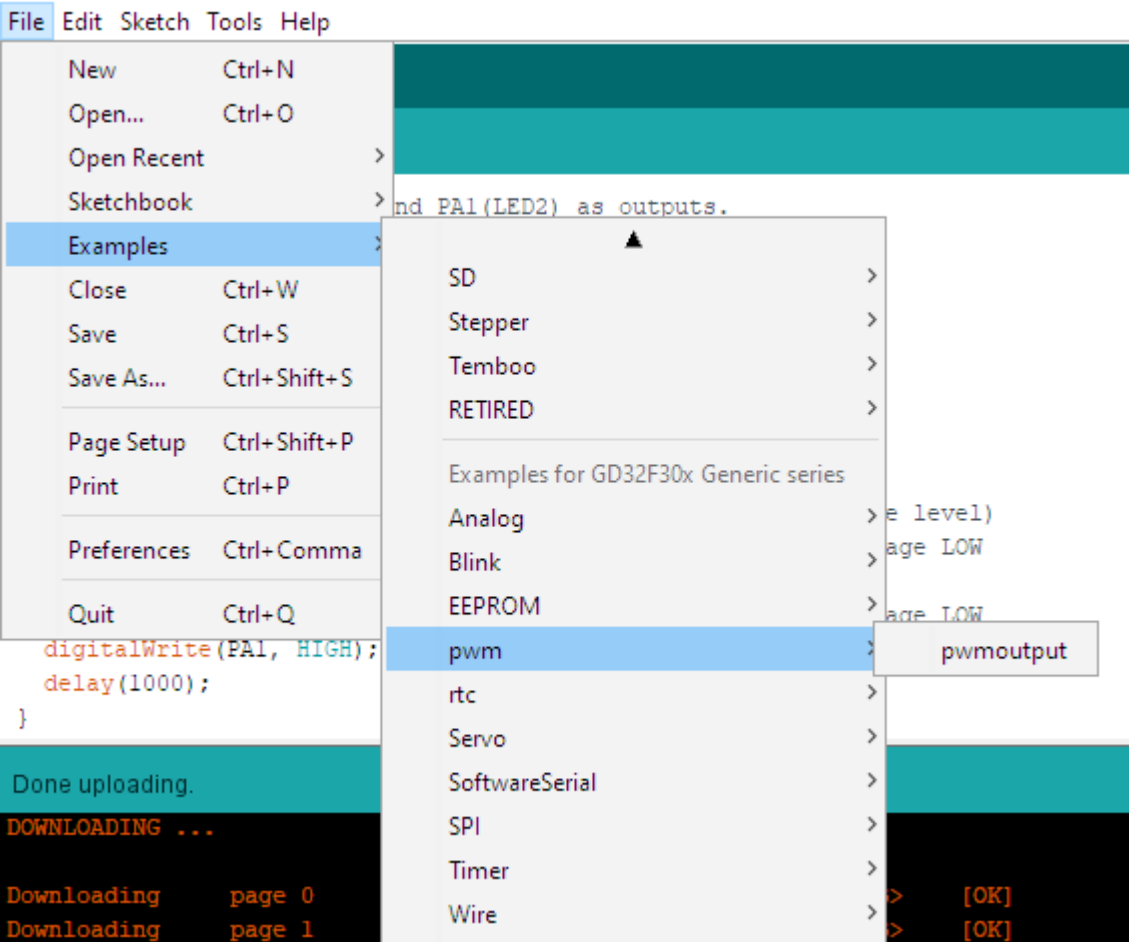 File Edit Sketch Tools Help
New Ctrl+N
Open... Ctrl+O
Open Recent
Sketchbook
Examples
Close Ctrl+W
Save Ctrl+S
Save As... Ctrl+Shift+S
Page Setup Ctrl+Shift+P
Print Ctrl+P
Preferences Ctrl+Comma
Quit Ctrl+Q
nd PA1(LED2) as outputs.
SD
Stepper
Temboo
RETIRED
Examples for GD32F30x Generic series
Analog
Blink
EEPROM
pwm
rtc
Servo
SoftwareSerial
SPI
Timer
Wire
pwmoutput
e level)
age LOW
age LOW
digitalWrite(PA1, HIGH);
delay(1000);
}
Done uploading.
DOWNLOADING ...
Downloading page 0 > [OK]
Downloading page 1 > [OK]